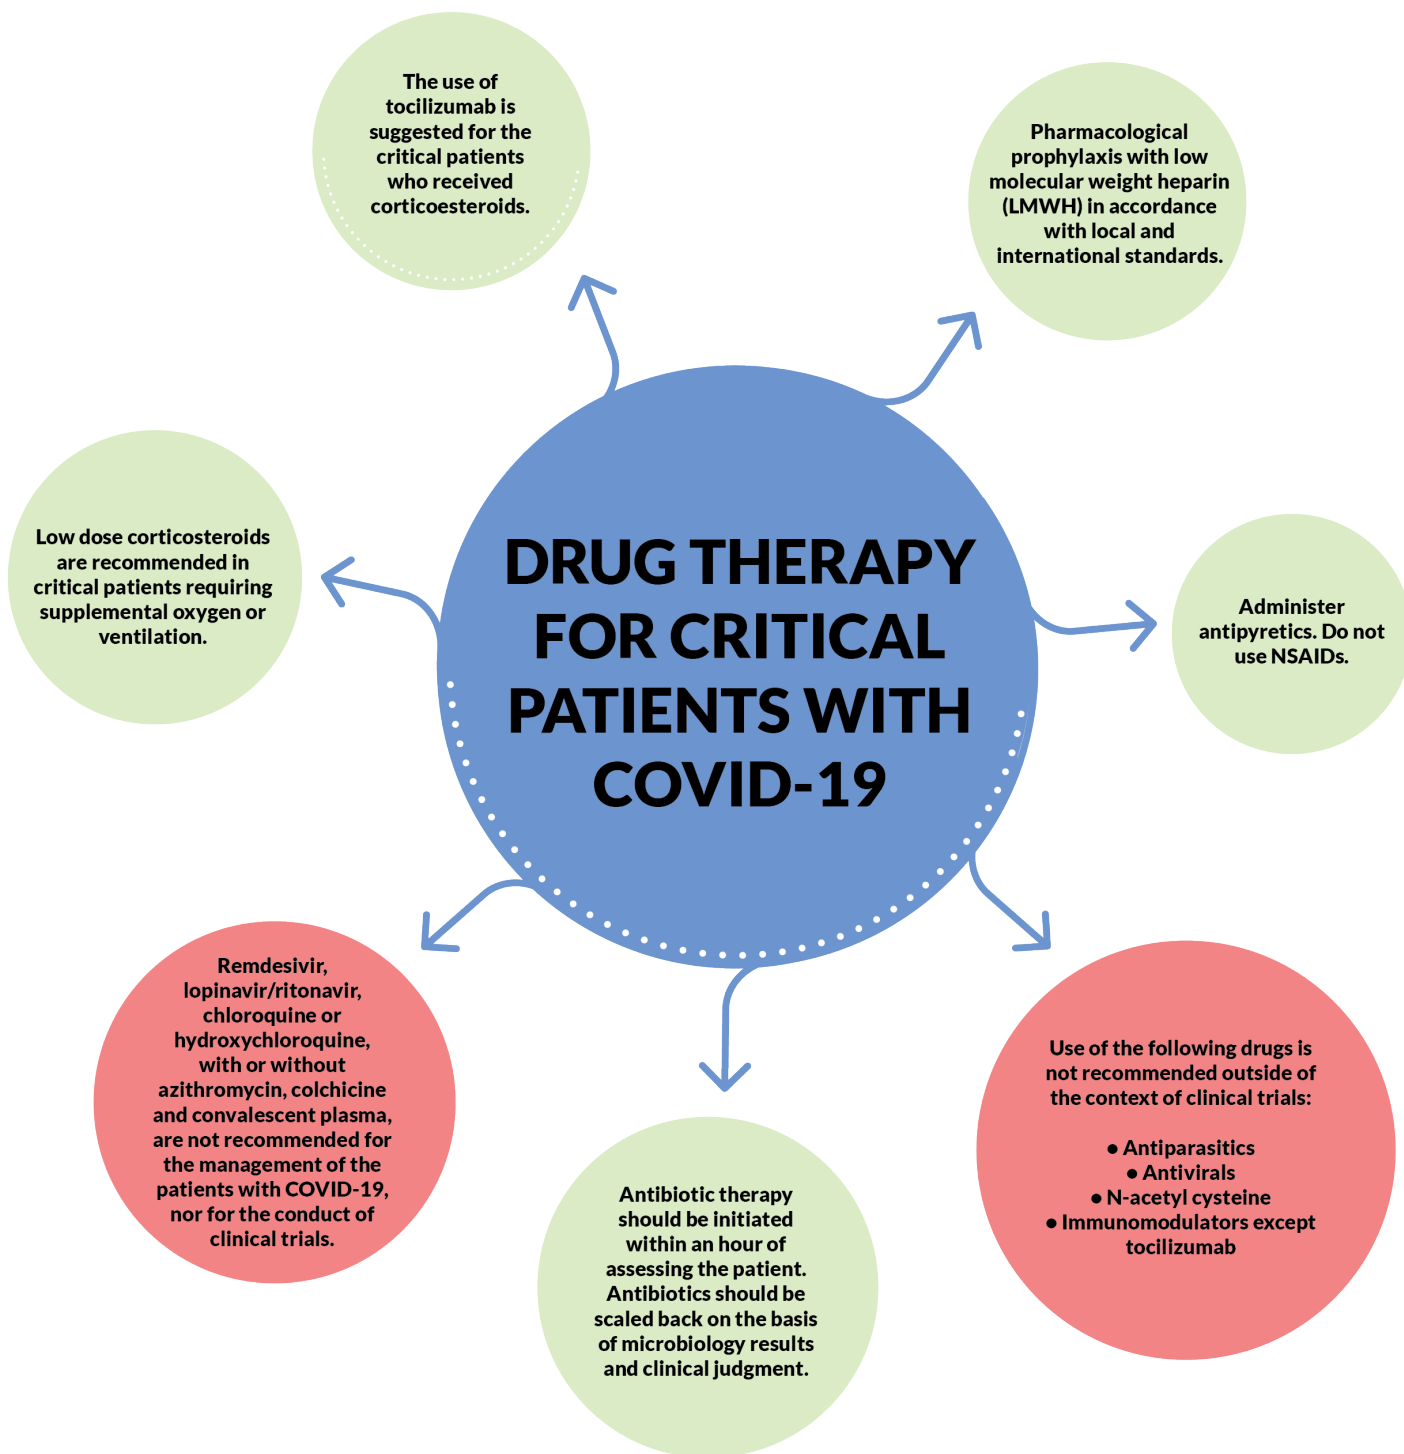 The use of
tocilizumab is
suggested for the
critical patients
who received
corticoesteroids.
Pharmacological
prophylaxis with low
molecular weight heparin
(LMWH) in accordance
with local and
international standards.
Low dose corticosteroids
are recommended in
critical patients requiring
supplemental oxygen or
ventilation.
DRUG THERAPY
FOR CRITICAL
PATIENTS WITH
COVID-19
Administer
antipyretics. Do not
use NSAIDs.
Remdesivir,
lopinavir/ritonavir,
chloroquine or
hydroxychloroquine,
with or without
azithromycin, colchicine
and convalescent plasma,
are not recommended for
the management of the
patients with COVID-19,
nor for the conduct of
clinical trials.
Antibiotic therapy
should be initiated
within an hour of
assessing the patient.
Antibiotics should be
scaled back on the basis
of microbiology results
and clinical judgment.
Use of the following drugs is
not recommended outside of
the context of clinical trials:
• Antiparasitics
• Antivirals
• N-acetyl cysteine
• Immunomodulators except
tocilizumab